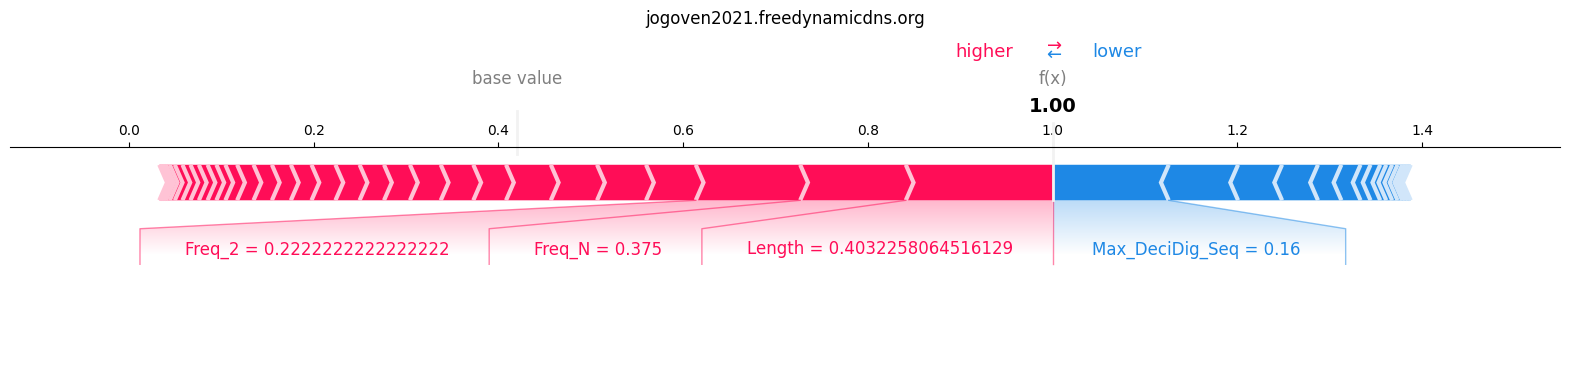 jogoven2021.freedynamicdns.org
higher → ← lower
base value f(x)
1.00
0.0 0.2 0.4 0.6 0.8 1.0 1.2 1.4
Freq_2 = 0.2222222222222222 Freq_N = 0.375 Length = 0.4032258064516129 Max_DeciDig_Seq = 0.16